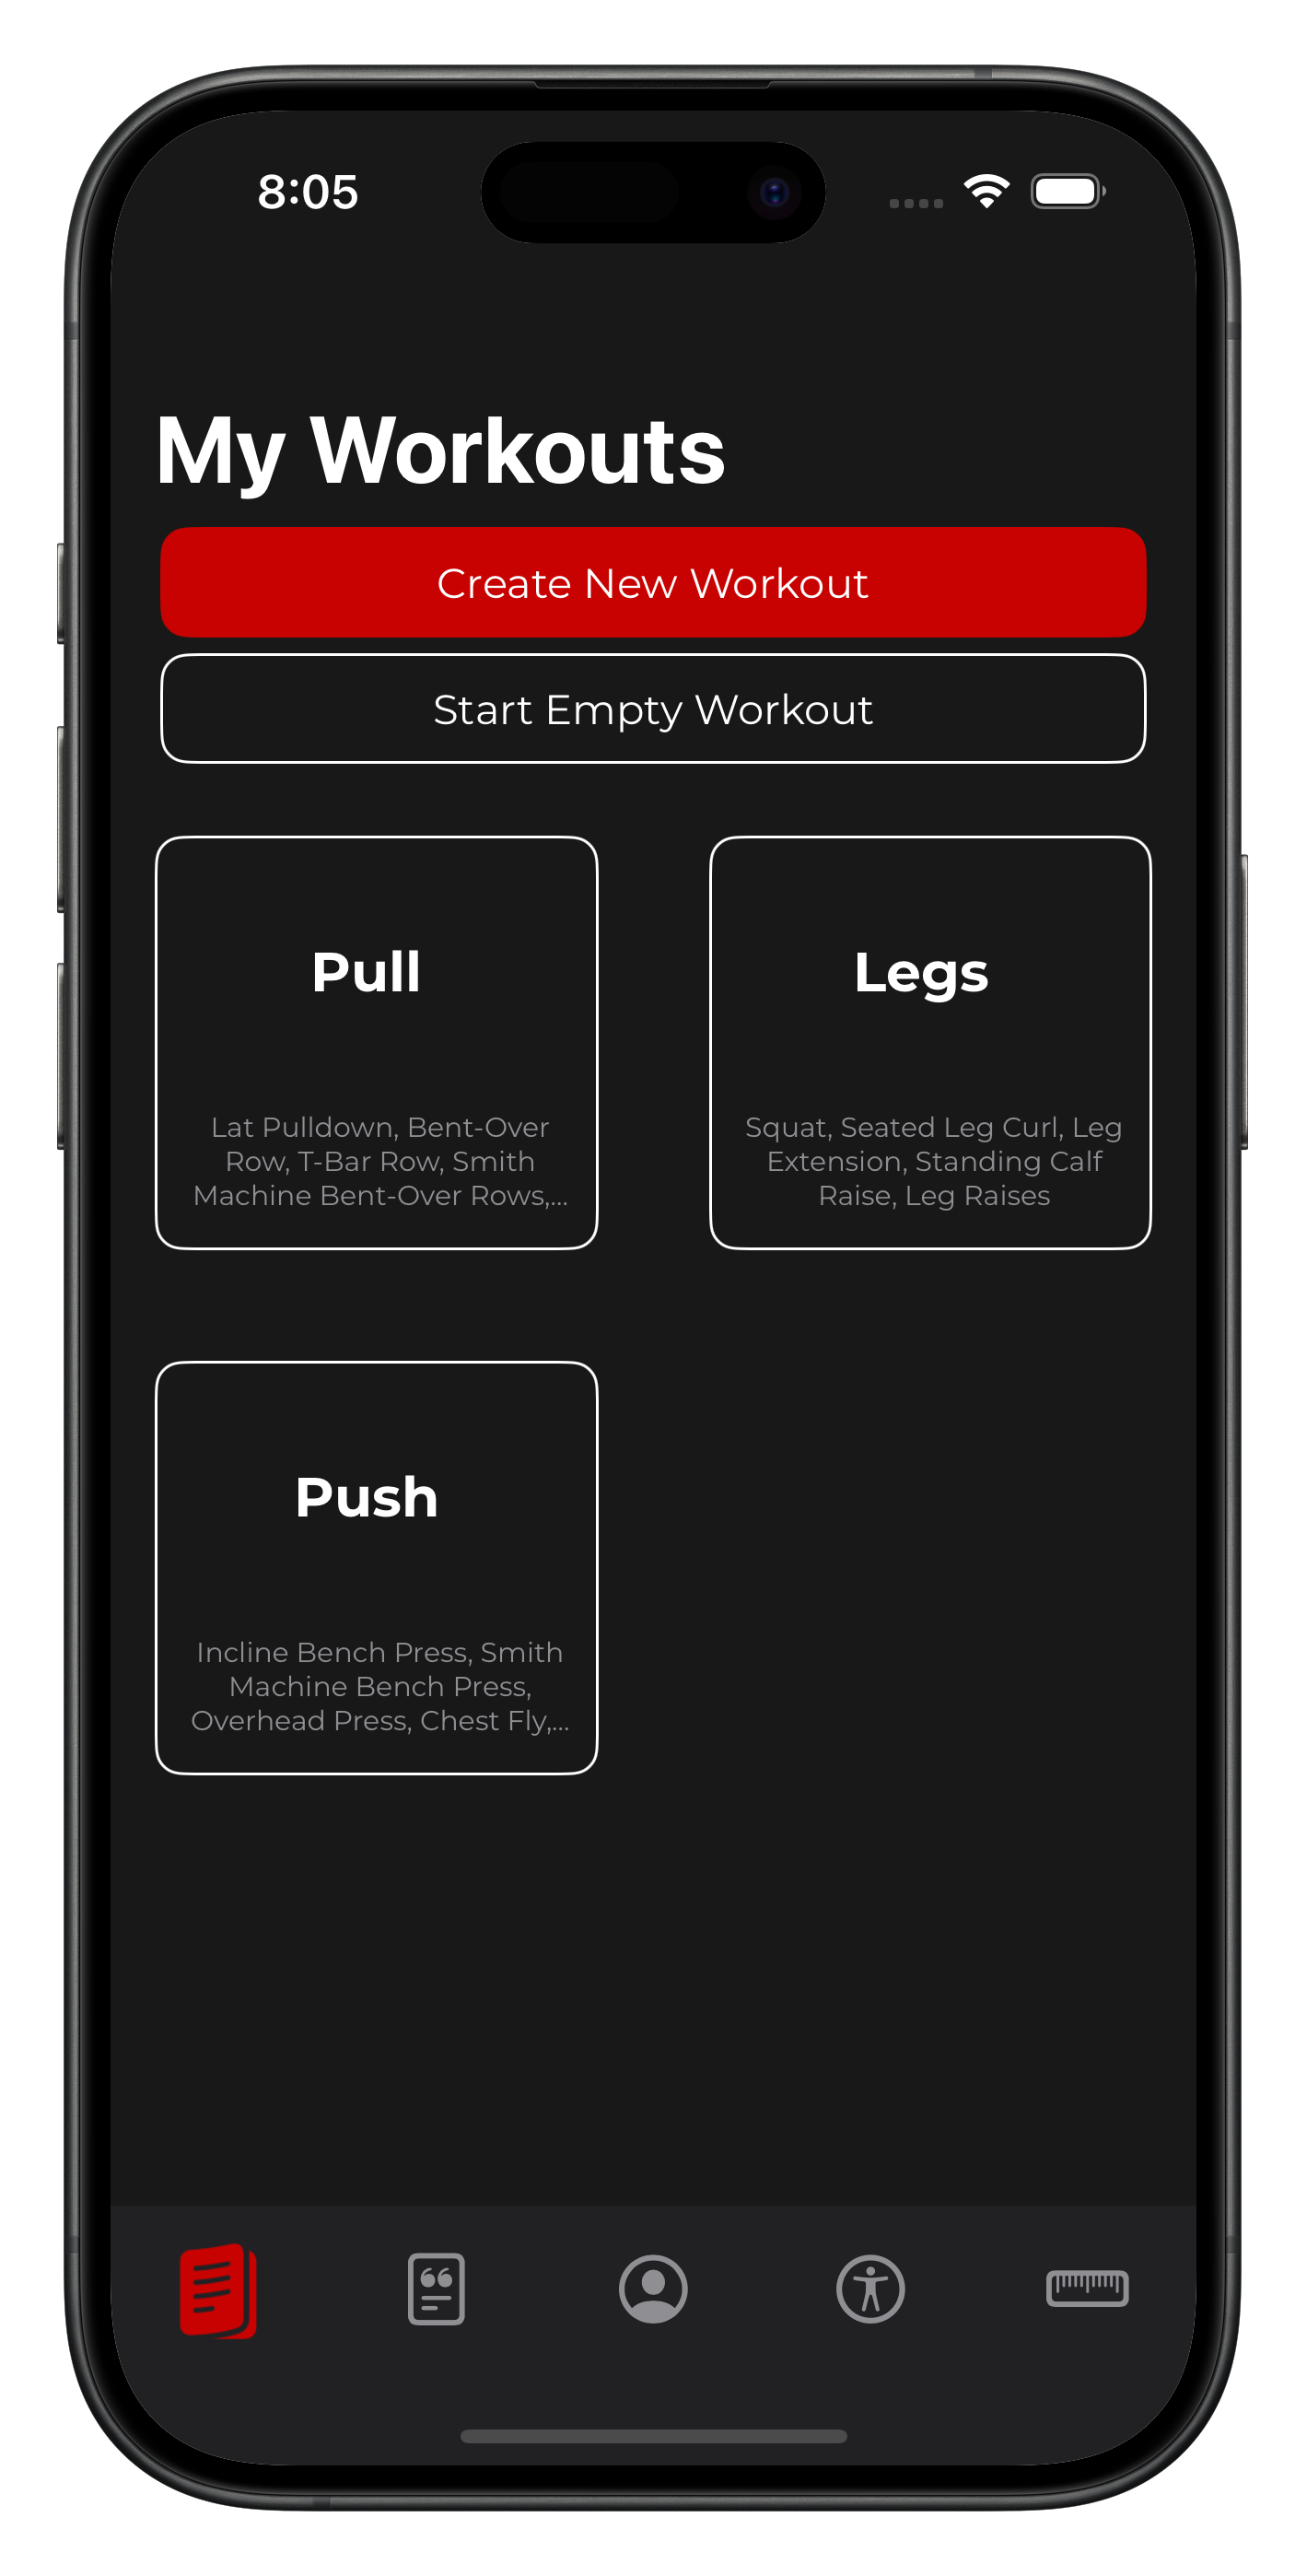 8:05
My Workouts
Create New Workout
Start Empty Workout
Pull
Lat Pulldown, Bent-Over
Row, T-Bar Row, Smith
Machine Bent-Over Rows,...
Legs
Squat, Seated Leg Curl, Leg
Extension, Standing Calf
Raise, Leg Raises
Push
Incline Bench Press, Smith
Machine Bench Press,
Overhead Press, Chest Fly,...